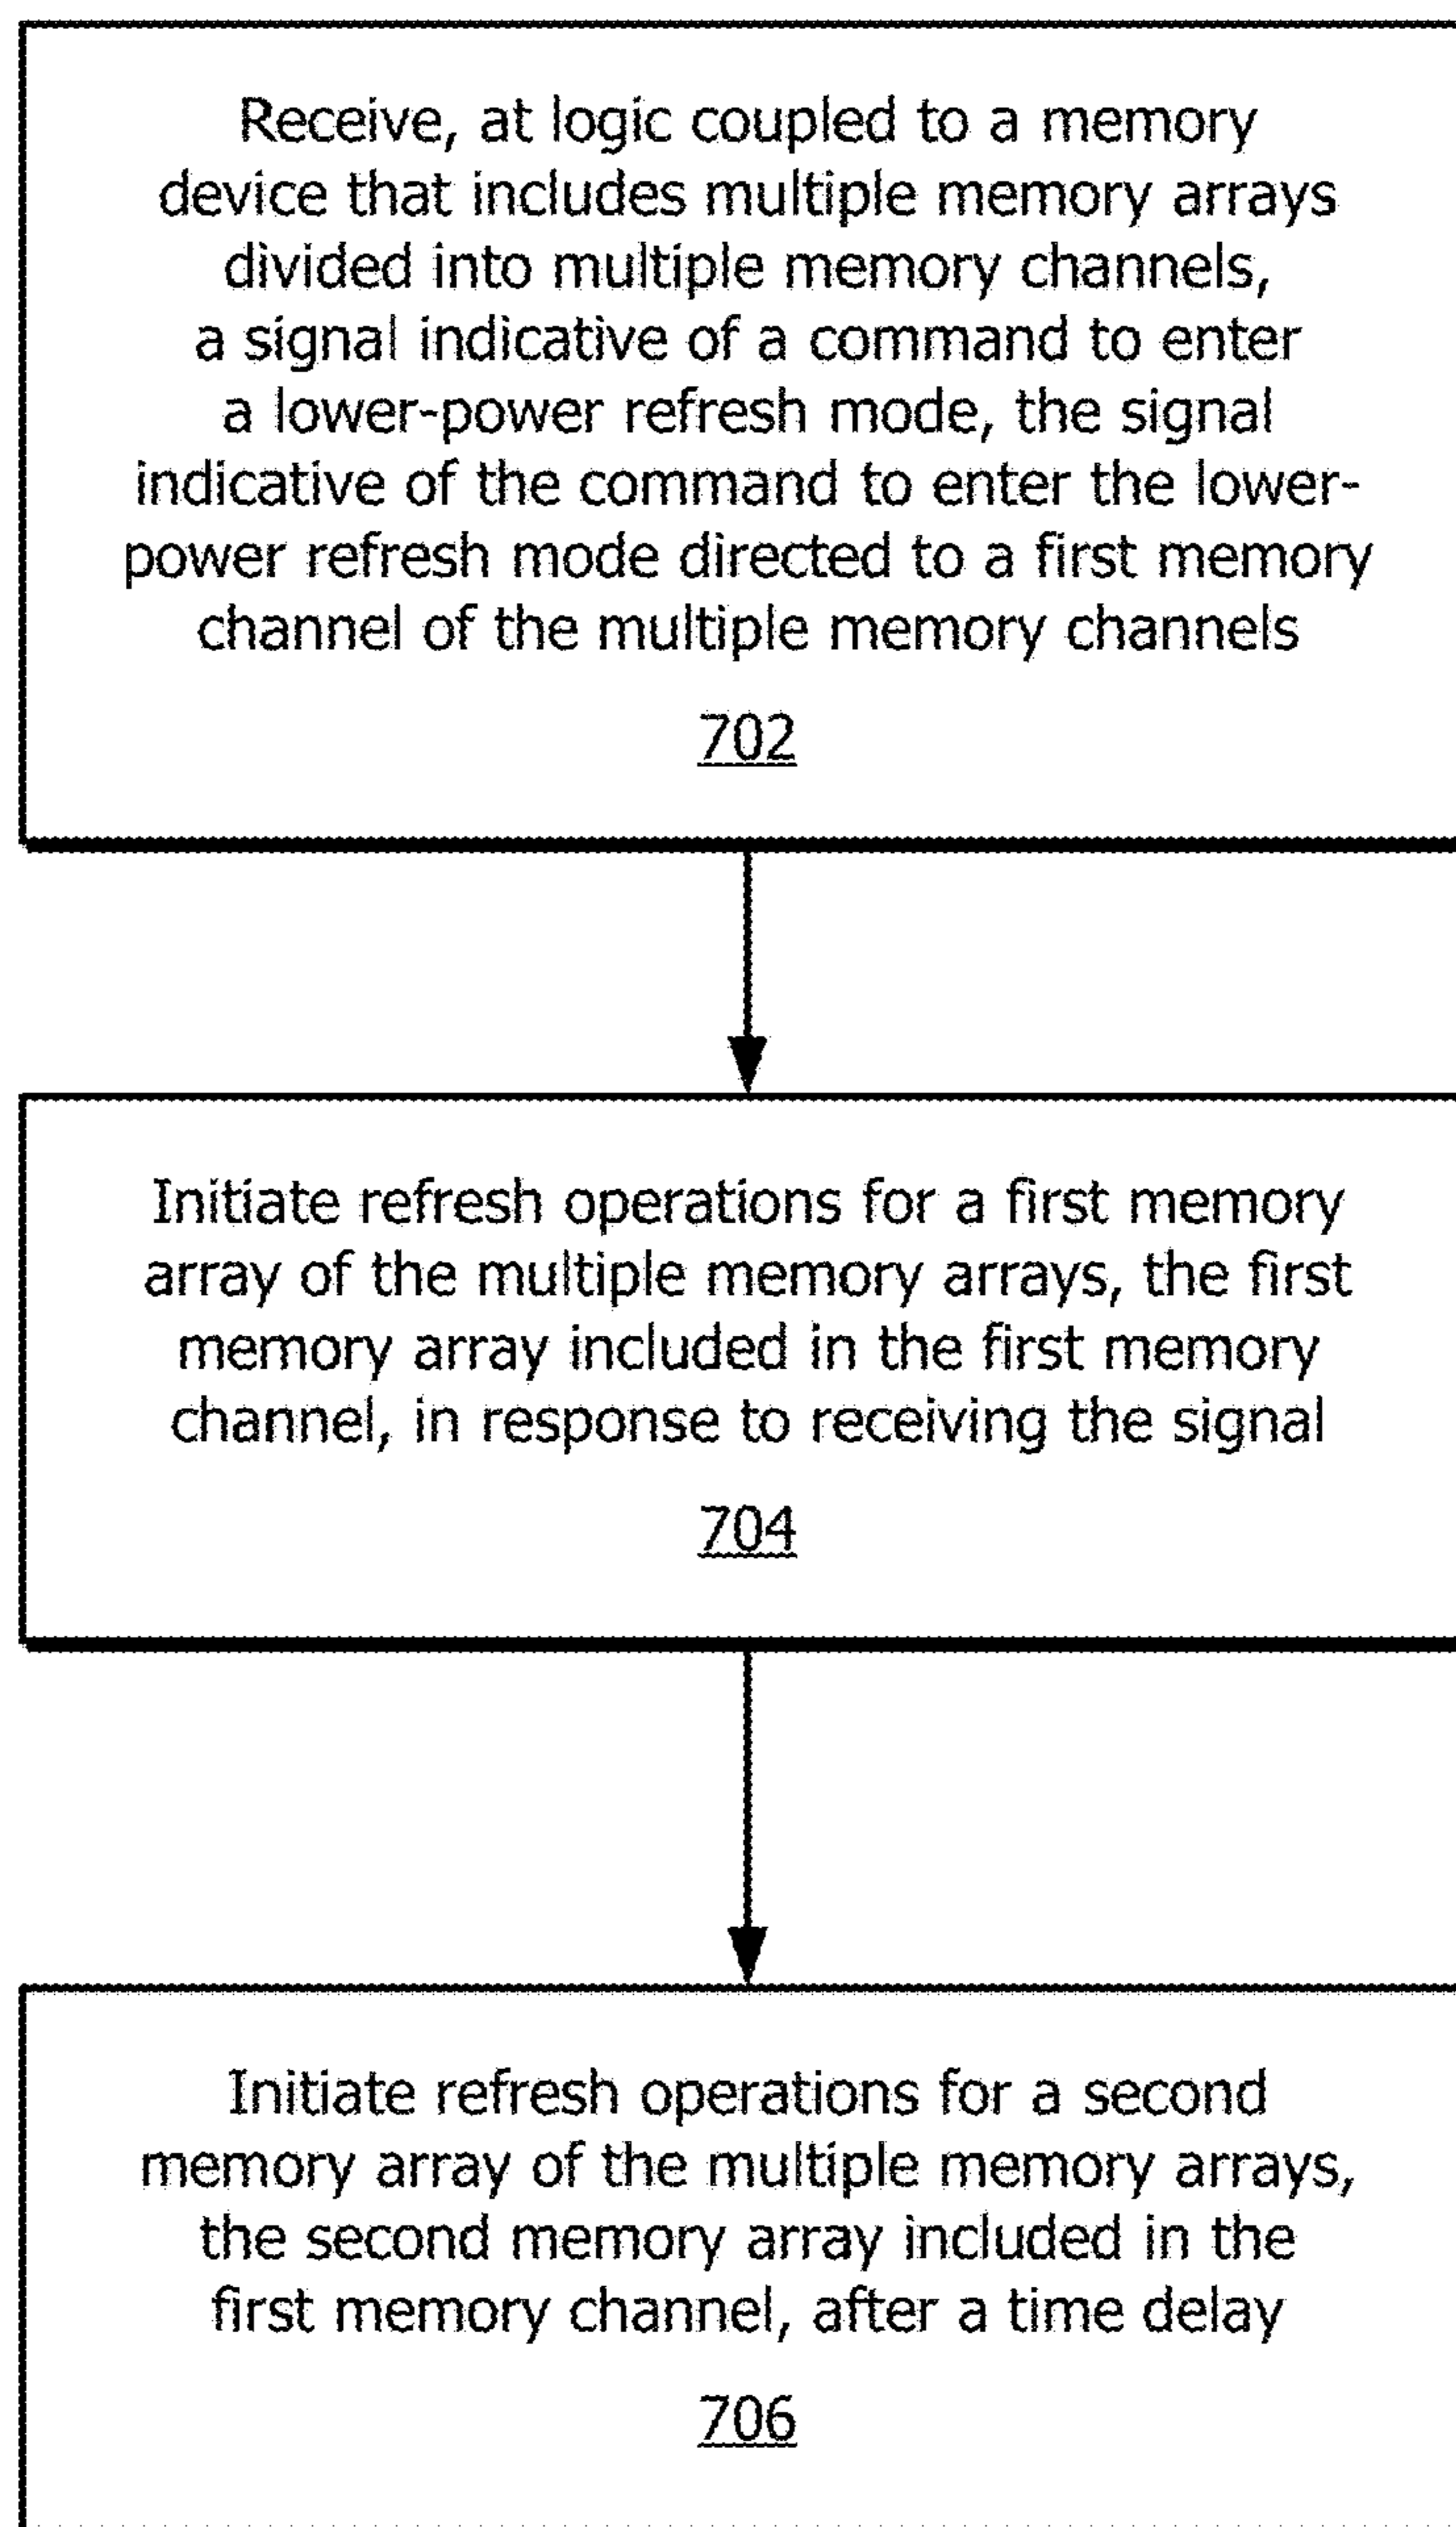 Receive, at logic coupled to a memory
device that includes multiple memory arrays
divided into multiple memory channels,
a signal indicative of a command to enter
a lower-power refresh mode, the signal
indicative of the command to enter the lower-
power refresh mode directed to a first memory
channel of the multiple memory channels
702
Initiate refresh operations for a first memory
array of the multiple memory arrays, the first
memory array included in the first memory
channel, in response to receiving the signal
704
Initiate refresh operations for a second
memory array of the multiple memory arrays,
the second memory array included in the
first memory channel, after a time delay
706